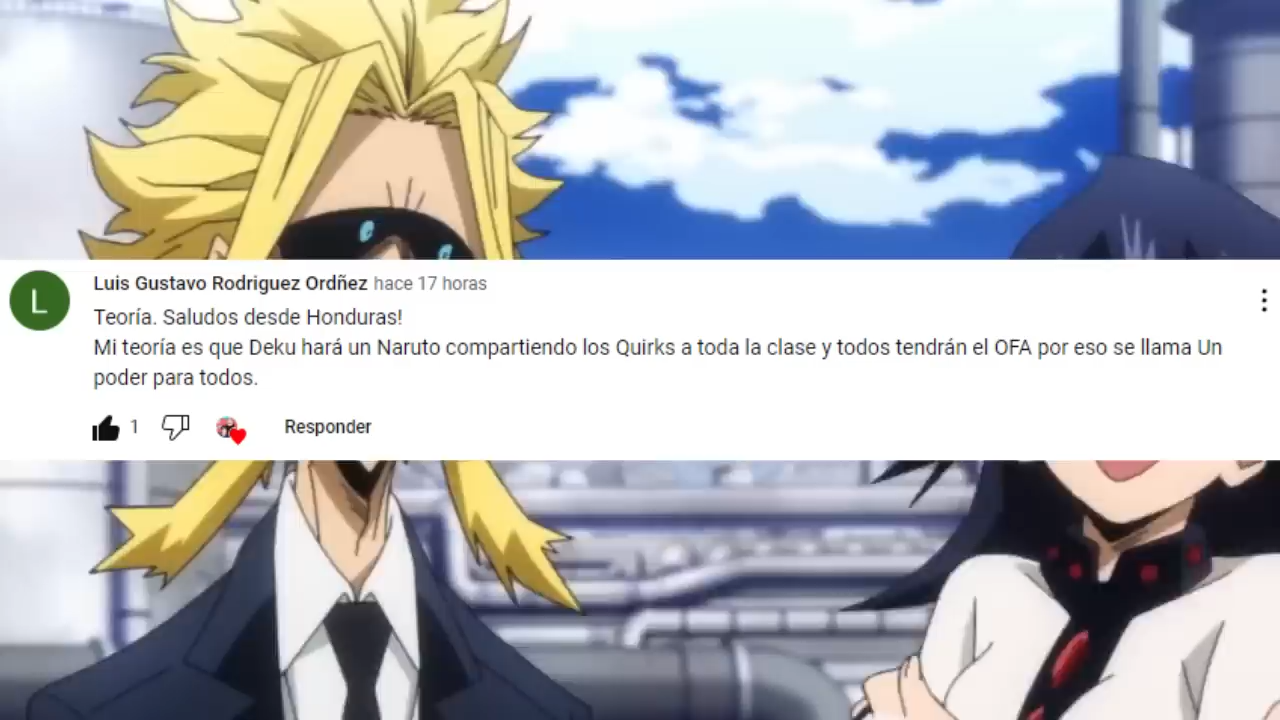 L
Luis Gustavo Rodriguez Ordñez hace 17 horas
Teoría. Saludos desde Honduras!
Mi teoría es que Deku hará un Naruto compartiendo los Quirks a toda la clase y todos tendrán el OFA por eso se llama Un
poder para todos.
1 Responder